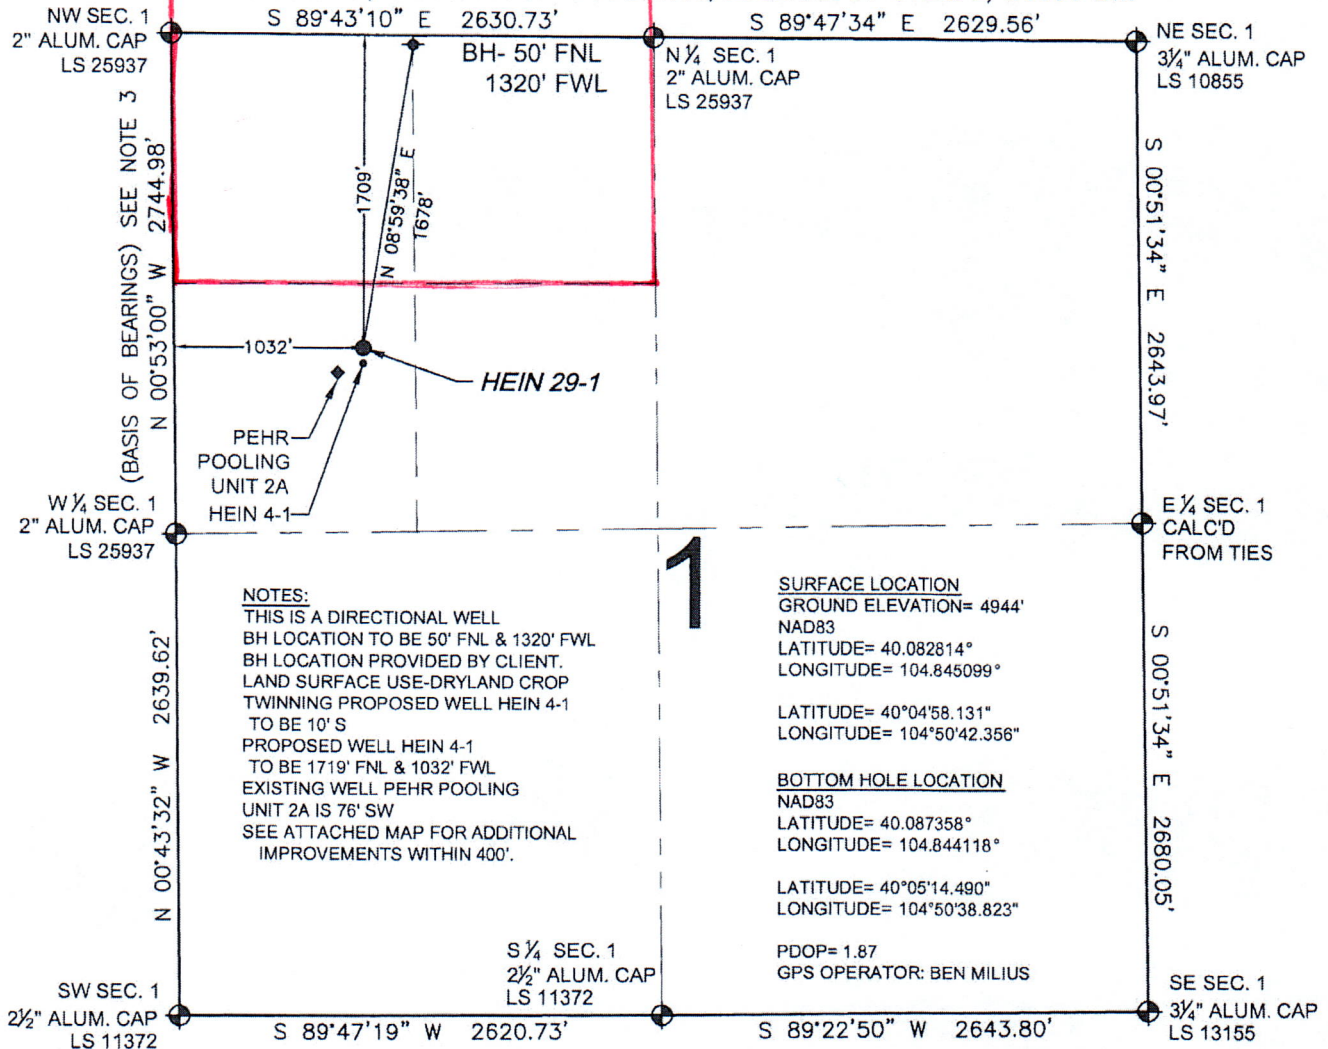 S 89°43'10" E 2630.73'
S 89°47'34" E 2629.56'
NW SEC. 1
2" ALUM. CAP
LS 25937
BH- 50' FNL
1320' FWL
N ¼ SEC. 1
2" ALUM. CAP
LS 25937
NE SEC. 1
3¼" ALUM. CAP
LS 10855
(BASIS OF BEARINGS) SEE NOTE 3
N 00°53'00" W 2744.98'
1709'
N 08°59'38" E
1678'
S 00°51'34" E 2643.97'
1032'
HEIN 29-1
PEHR
POOLING
UNIT 2A
HEIN 4-1
W ¼ SEC. 1
2" ALUM. CAP
LS 25937
E ¼ SEC. 1
CALC'D
FROM TIES
1
N 00°43'32" W 2639.62'
NOTES:
THIS IS A DIRECTIONAL WELL
BH LOCATION TO BE 50' FNL & 1320' FWL
BH LOCATION PROVIDED BY CLIENT.
LAND SURFACE USE-DRYLAND CROP
TWINNING PROPOSED WELL HEIN 4-1
TO BE 10' S
PROPOSED WELL HEIN 4-1
TO BE 1719' FNL & 1032' FWL
EXISTING WELL PEHR POOLING
UNIT 2A IS 76' SW
SEE ATTACHED MAP FOR ADDITIONAL
IMPROVEMENTS WITHIN 400'.
SURFACE LOCATION
GROUND ELEVATION= 4944'
NAD83
LATITUDE= 40.082814°
LONGITUDE= 104.845099°
LATITUDE= 40°04'58.131"
LONGITUDE= 104°50'42.356"
BOTTOM HOLE LOCATION
NAD83
LATITUDE= 40.087358°
LONGITUDE= 104.844118°
LATITUDE= 40°05'14.490"
LONGITUDE= 104°50'38.823"
PDOP= 1.87
GPS OPERATOR: BEN MILIUS
S 00°51'34" E 2680.05'
SW SEC. 1
2½" ALUM. CAP
LS 11372
S ¼ SEC. 1
2½" ALUM. CAP
LS 11372
SE SEC. 1
3¼" ALUM. CAP
LS 13155
S 89°47'19" W 2620.73'
S 89°22'50" W 2643.80'